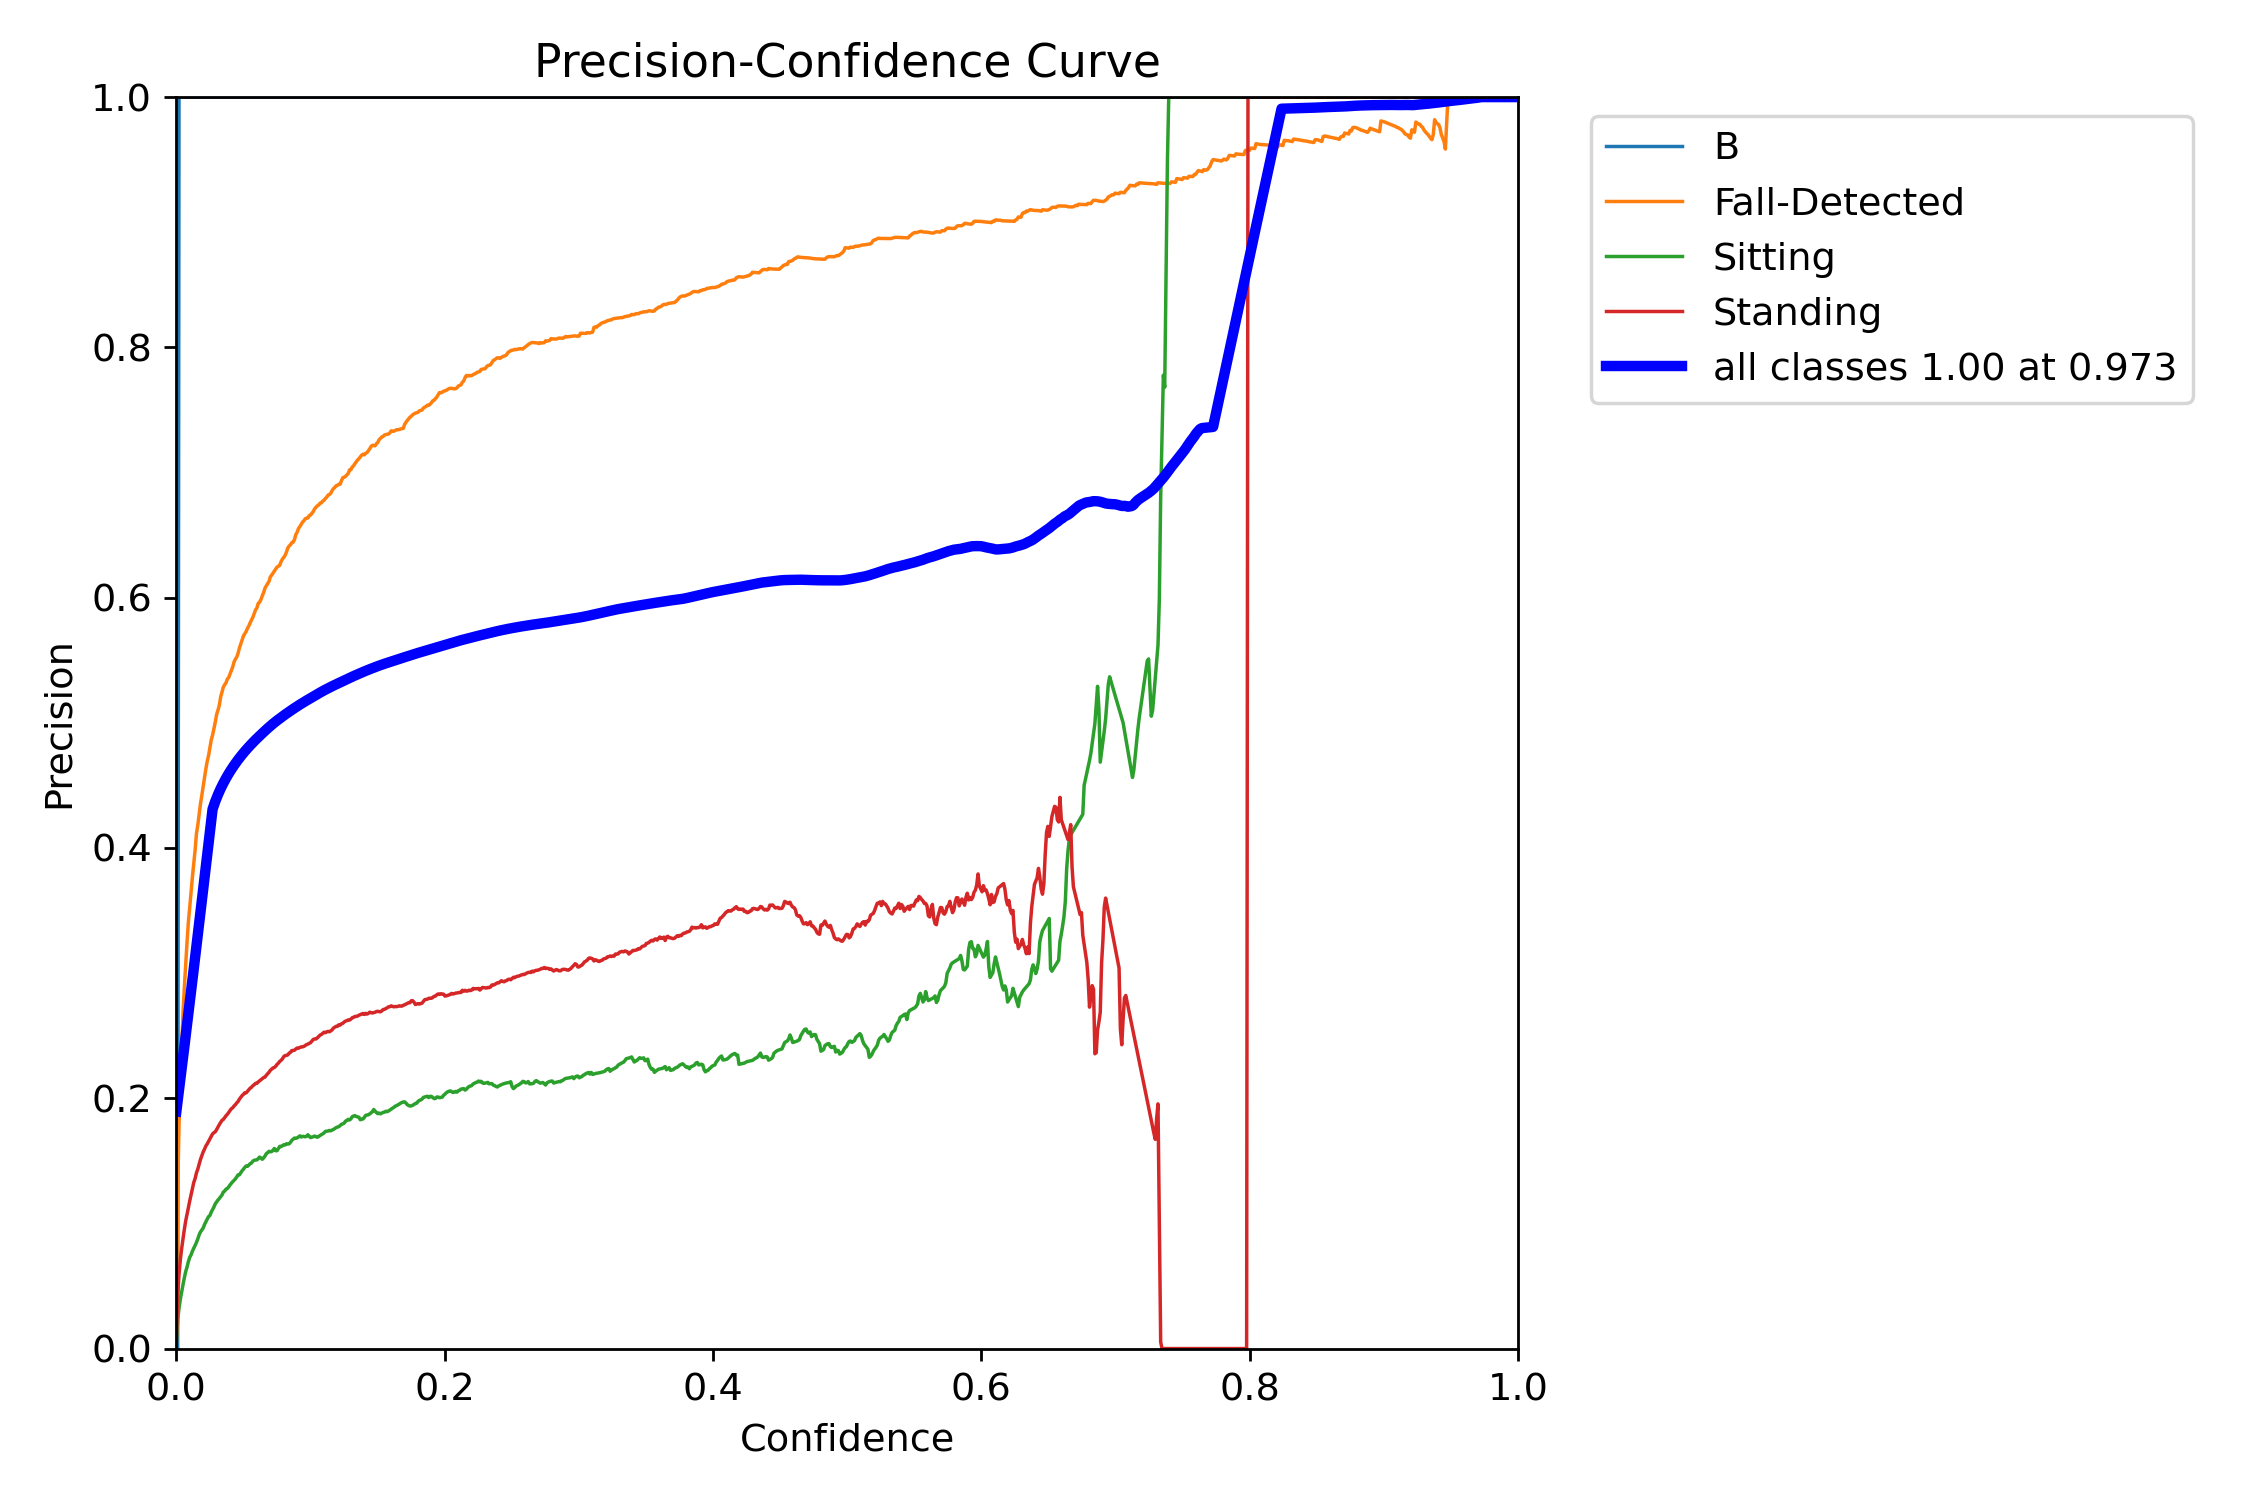 Precision-Confidence Curve
1.0
0.8
0.6
0.4
0.2
0.0
Precision
0.0 0.2 0.4 0.6 0.8 1.0
Confidence
B
Fall-Detected
Sitting
Standing
all classes 1.00 at 0.973